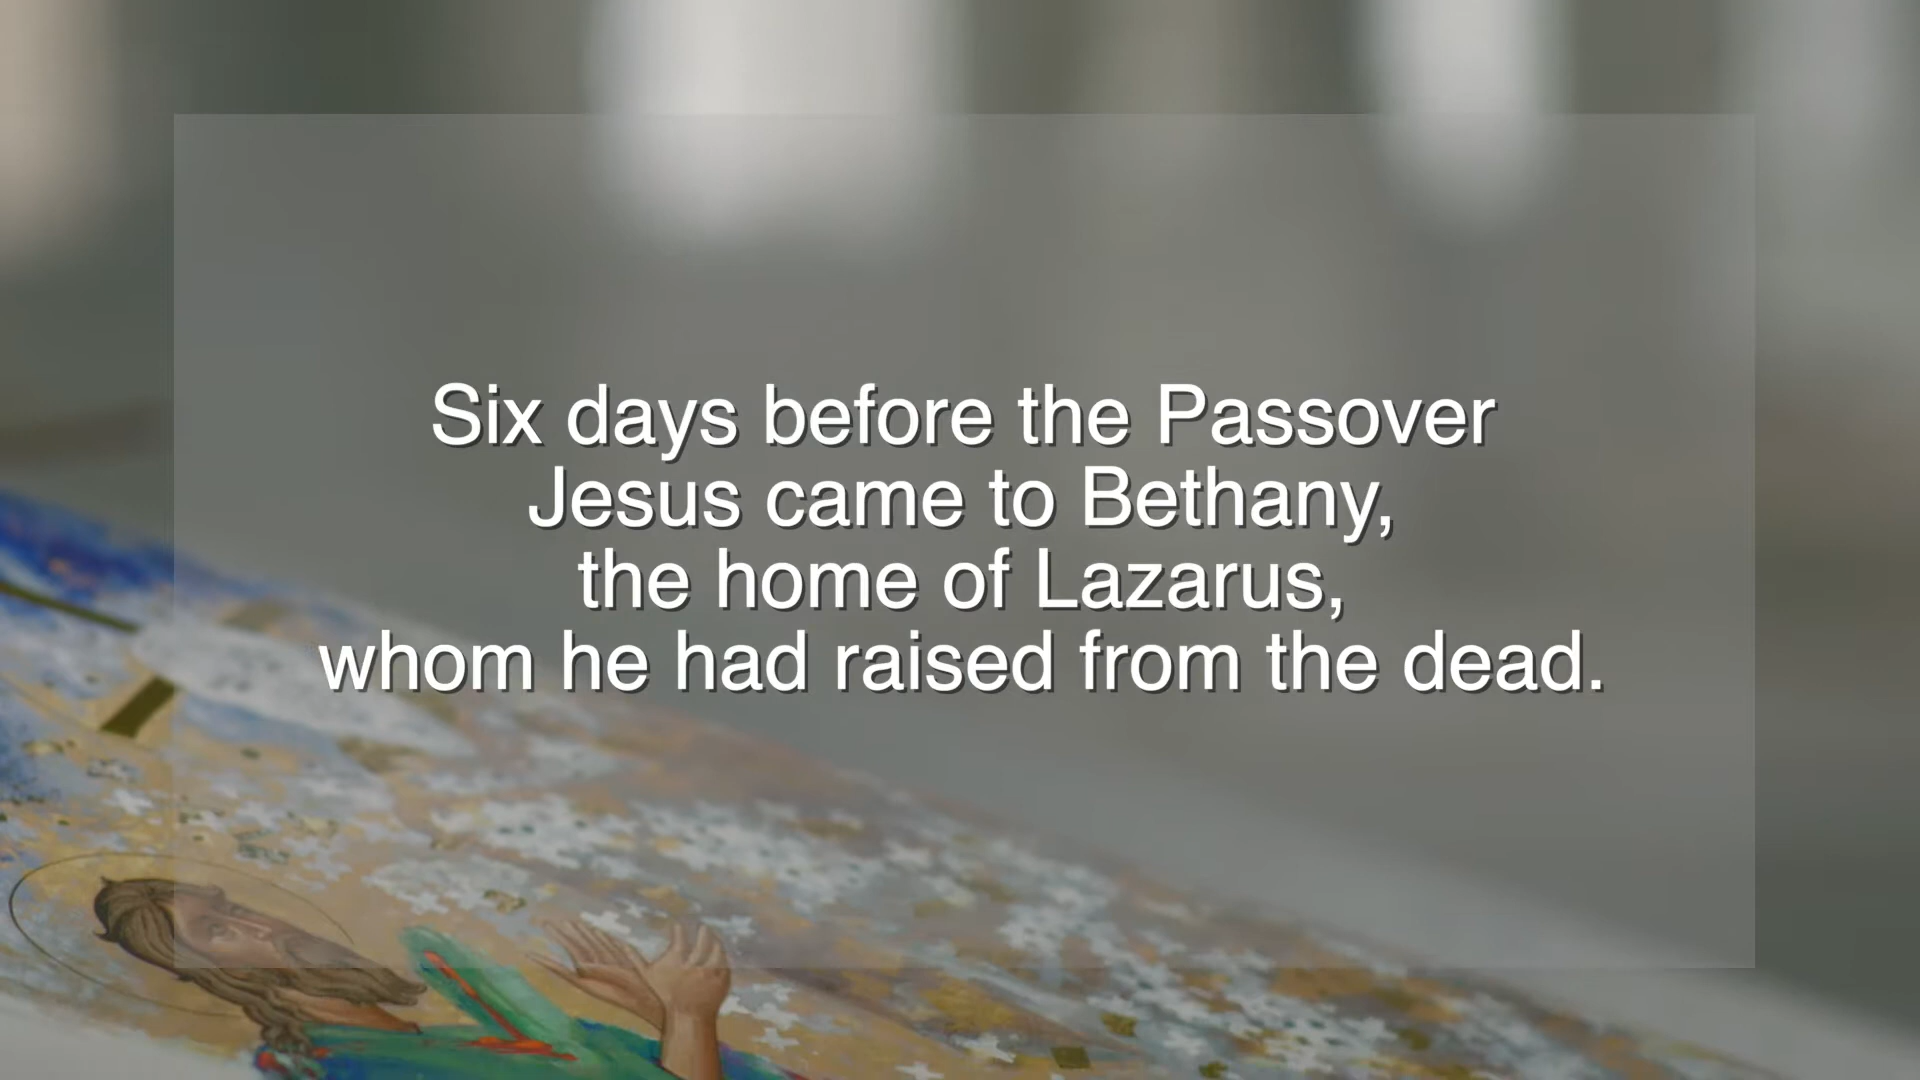 Six days before the Passover
Jesus came to Bethany,
the home of Lazarus,
whom he had raised from the dead.